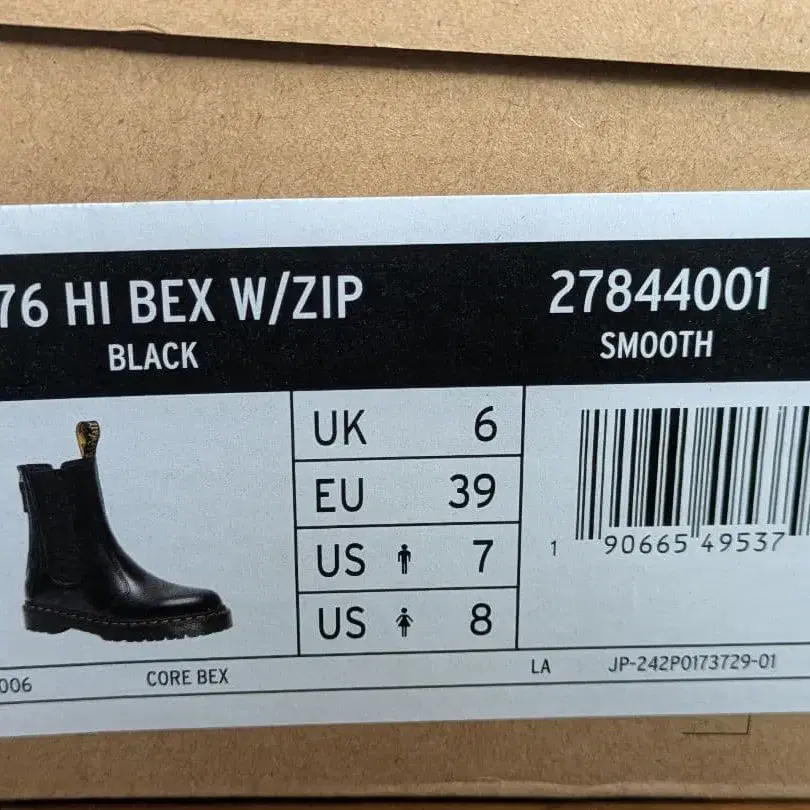 76 HI BEX W/ZIP
BLACK
27844001
SMOOTH
UK 6
EU 39
US 7
US 8
1 90665 49537
006
CORE BEX
LA
JP-242P0173729-01